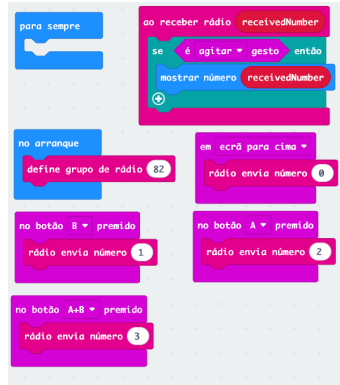 para sempre
ao receber rádio receivedNumber
se é agitar gesto então
mostrar número receivedNumber
no arranque
define grupo de rádio 82
em ecrã para cima
rádio envia número 0
no botão B premido
rádio envia número 1
no botão A premido
rádio envia número 2
no botão A+B premido
rádio envia número 3